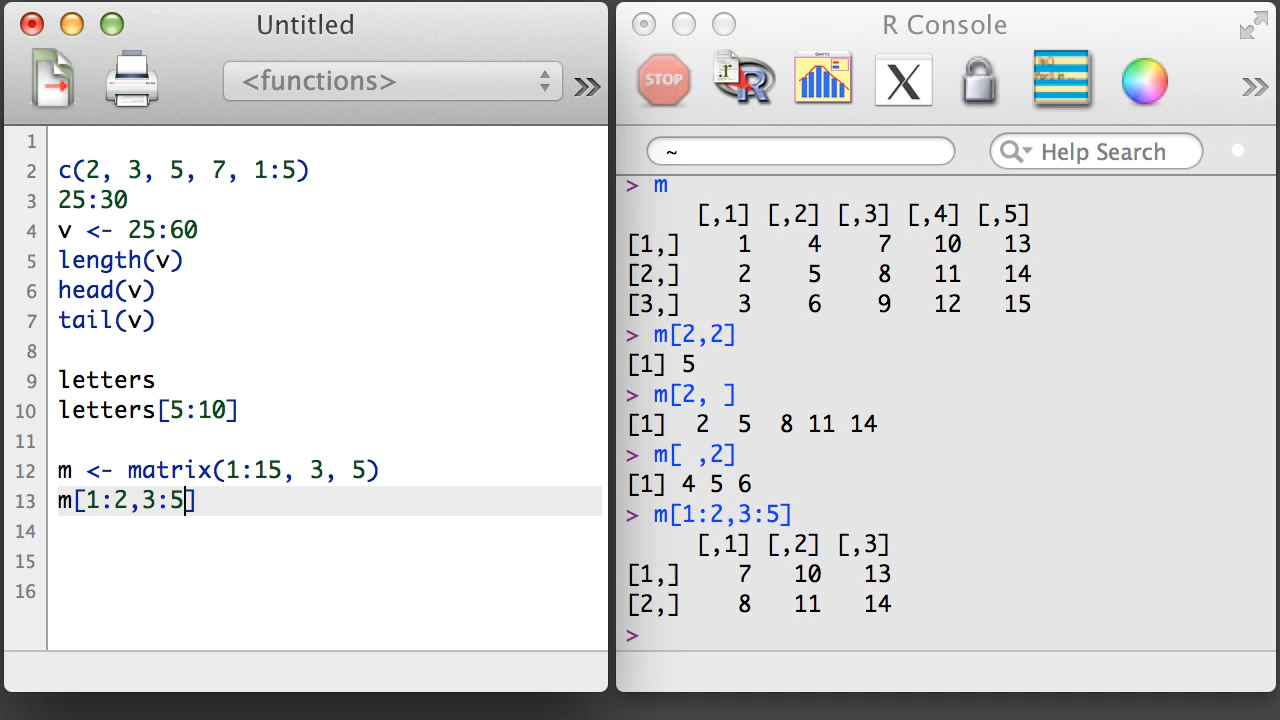 Untitled
<functions>
1
2 c(2, 3, 5, 7, 1:5)
3 25:30
4 v <- 25:60
5 length(v)
6 head(v)
7 tail(v)
8
9 letters
10 letters[5:10]
11
12 m <- matrix(1:15, 3, 5)
13 m[1:2,3:5]
14
15
16
R Console
STOP
r R
Quartz
X
~
Help Search
> m
[,1] [,2] [,3] [,4] [,5]
[1,] 1 4 7 10 13
[2,] 2 5 8 11 14
[3,] 3 6 9 12 15
> m[2,2]
[1] 5
> m[2, ]
[1] 2 5 8 11 14
> m[ ,2]
[1] 4 5 6
> m[1:2,3:5]
[,1] [,2] [,3]
[1,] 7 10 13
[2,] 8 11 14
>